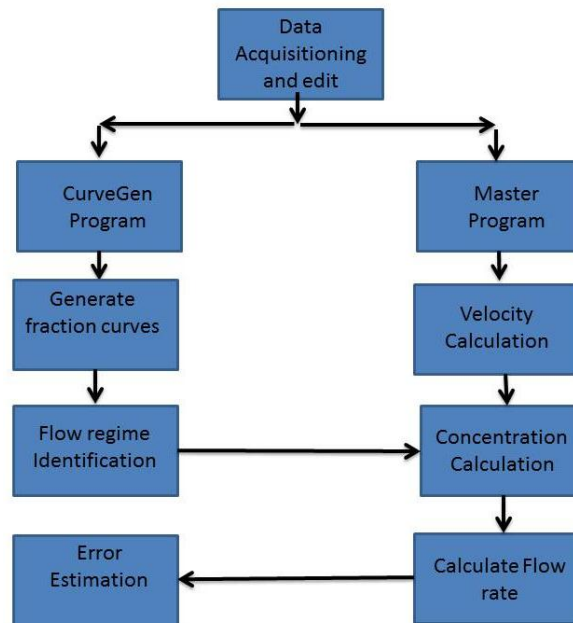 Data
Acquisitioning
and edit
CurveGen
Program
Master
Program
Generate
fraction curves
Velocity
Calculation
Flow regime
Identification
Concentration
Calculation
Error
Estimation
Calculate Flow
rate